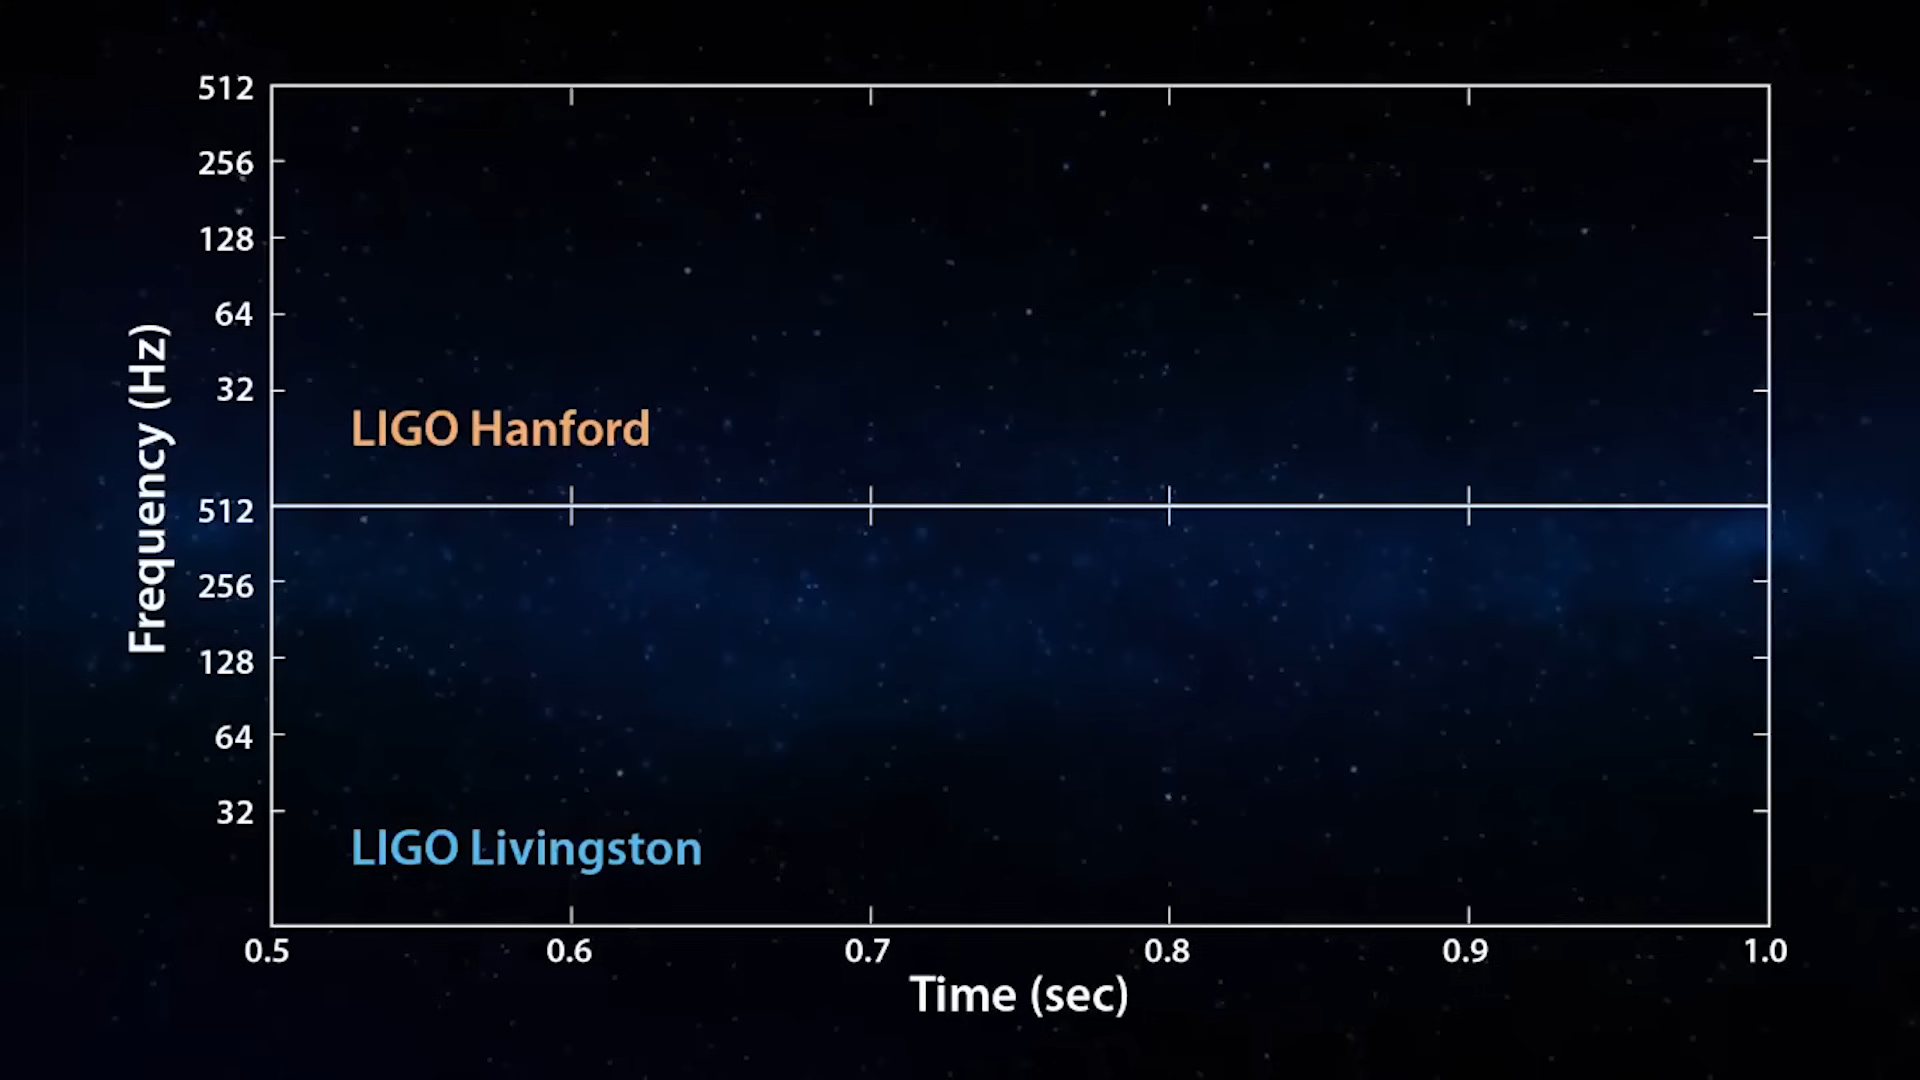 512
256
128
64
32
LIGO Hanford
Frequency (Hz)
512
256
128
64
32
LIGO Livingston
0.5 0.6 0.7 0.8 0.9 1.0
Time (sec)